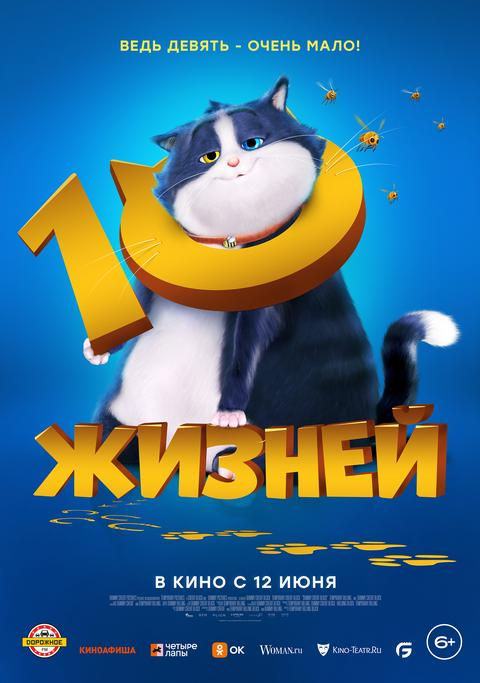 ВЕДЬ ДЕВЯТЬ - ОЧЕНЬ МАЛО!
10
ЖИЗНЕЙ
В КИНО С 12 ИЮНЯ
ДОРОЖНОЕ
FM
КИНОАФИША
четыре
лапы
OK
WOMAN.RU
KINO-TEATR.RU
6+